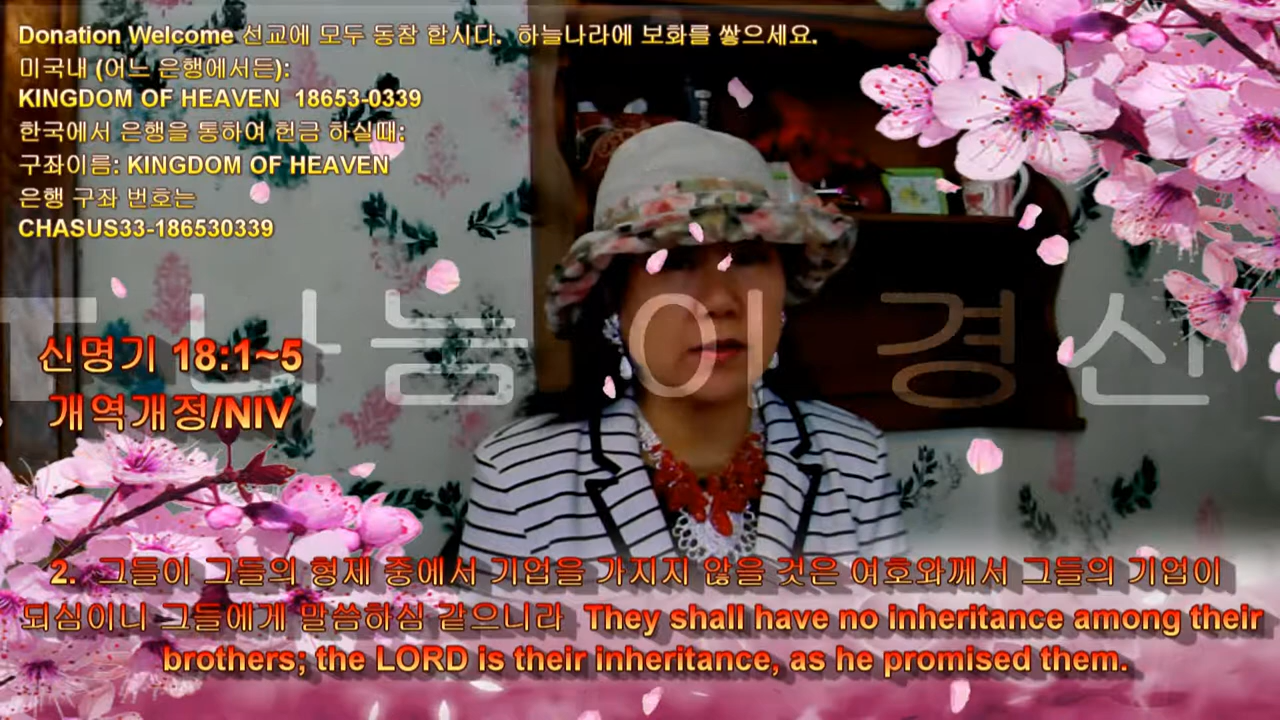 Donation Welcome 선교에 모두 동참 합시다. 하늘나라에 보화를 쌓으세요.
미국내 (어느 은행에서든):
KINGDOM OF HEAVEN 18653-0339
한국에서 은행을 통하여 헌금 하실때:
구좌이름: KINGDOM OF HEAVEN
은행 구좌 번호는
CHASUS33-186530339
나눔이 경신
신명기 18:1~5
개역개정/NIV
2. 그들이 그들의 형제 중에서 기업을 가지지 않을 것은 여호와께서 그들의 기업이
되심이니 그들에게 말씀하심 같으니라 They shall have no inheritance among their
brothers; the LORD is their inheritance, as he promised them.